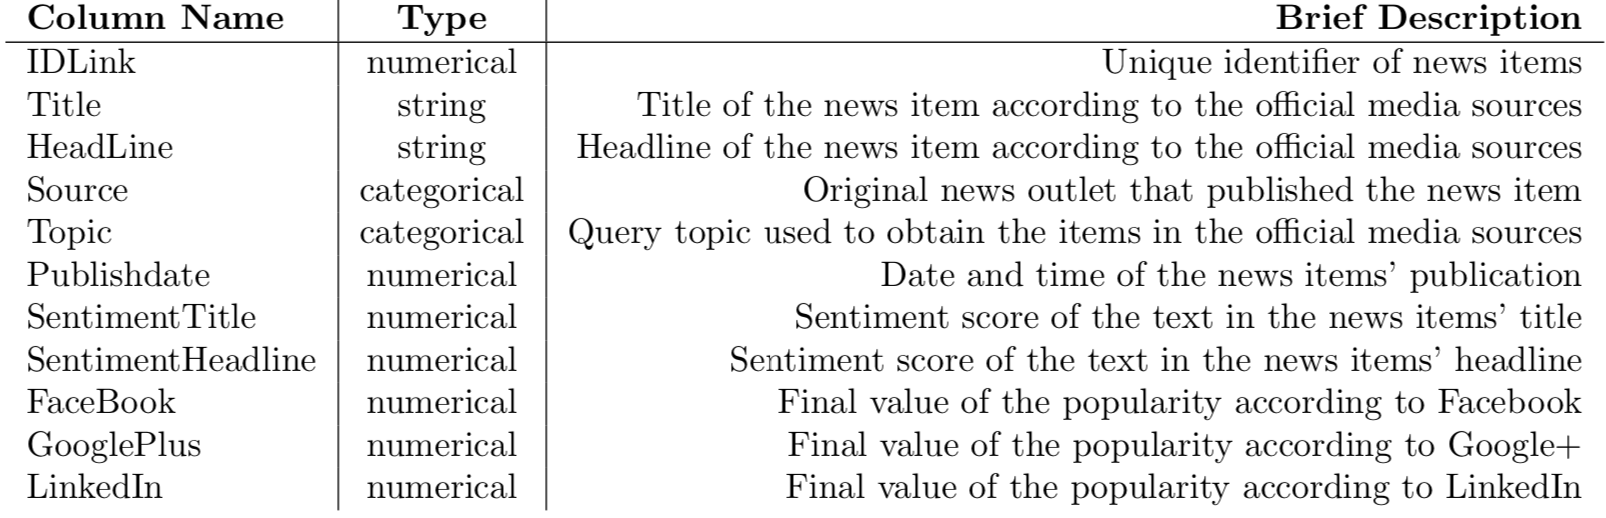 Column Name Type Brief Description
IDLink numerical Unique identifier of news items
Title string Title of the news item according to the official media sources
HeadLine string Headline of the news item according to the official media sources
Source categorical Original news outlet that published the news item
Topic categorical Query topic used to obtain the items in the official media sources
Publishdate numerical Date and time of the news items' publication
SentimentTitle numerical Sentiment score of the text in the news items' title
SentimentHeadline numerical Sentiment score of the text in the news items' headline
FaceBook numerical Final value of the popularity according to Facebook
GooglePlus numerical Final value of the popularity according to Google+
LinkedIn numerical Final value of the popularity according to LinkedIn